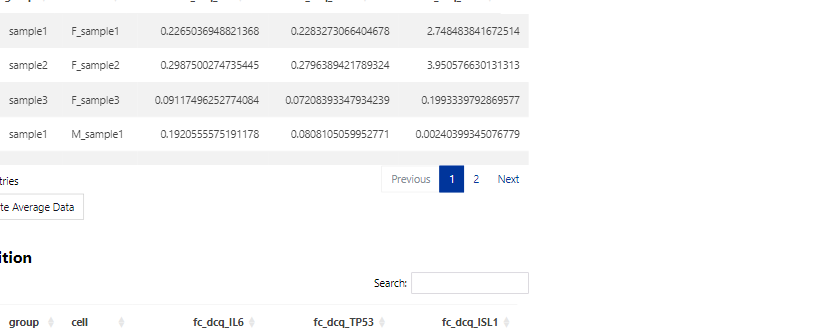 sample1 F_sample1 0.2265036948821368 0.2283273066404678 2.748483841672514
sample2 F_sample2 0.2987500274735445 0.2796389421789324 3.950576630131313
sample3 F_sample3 0.09117496252774084 0.07208393347934239 0.1993339792869577
sample1 M_sample1 0.1920555575191178 0.0808105059952771 0.00240399345076779
tries Previous 1 2 Next
te Average Data
ition
Search:
group cell fc_dcq_IL6 fc_dcq_TP53 fc_dcq_ISL1